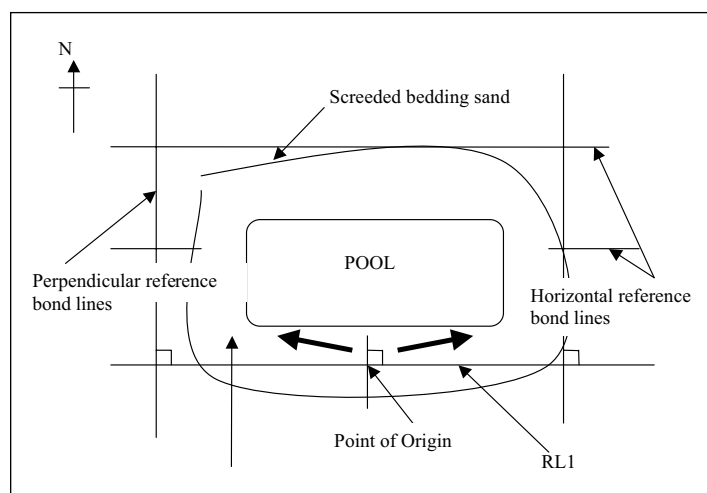 N
Screeded bedding sand
POOL
Perpendicular reference
bond lines
Horizontal reference
bond lines
Point of Origin
RL1